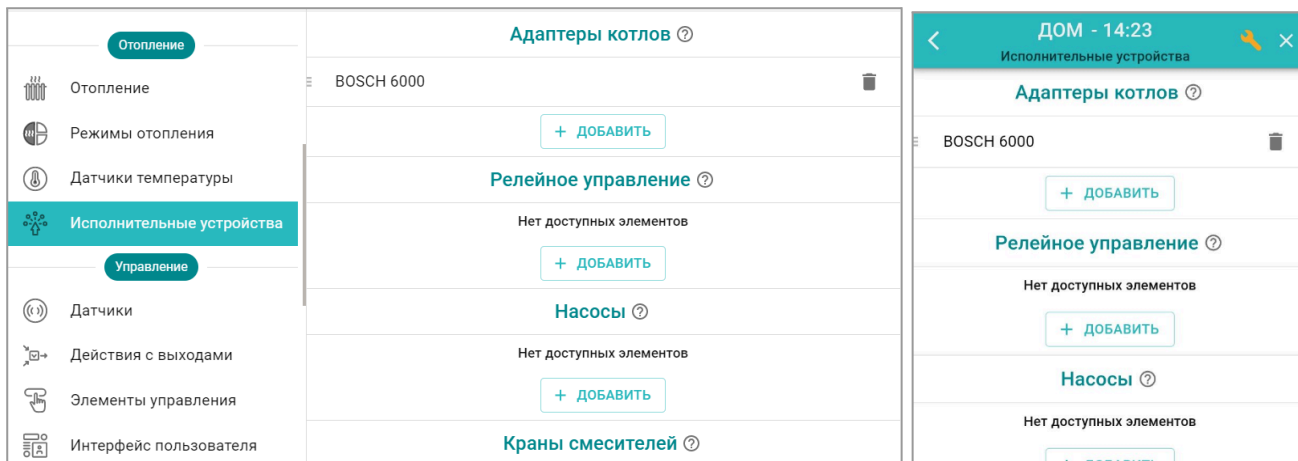 Отопление
Отопление
Режимы отопления
Датчики температуры
Исполнительные устройства
Управление
Датчики
Действия с выходами
Элементы управления
Интерфейс пользователя
Адаптеры котлов ?
BOSCH 6000
+ ДОБАВИТЬ
Релейное управление ?
Нет доступных элементов
+ ДОБАВИТЬ
Насосы ?
Нет доступных элементов
+ ДОБАВИТЬ
Краны смесителей ?
ДОМ - 14:23
Исполнительные устройства
Адаптеры котлов ?
BOSCH 6000
+ ДОБАВИТЬ
Релейное управление ?
Нет доступных элементов
+ ДОБАВИТЬ
Насосы ?
Нет доступных элементов